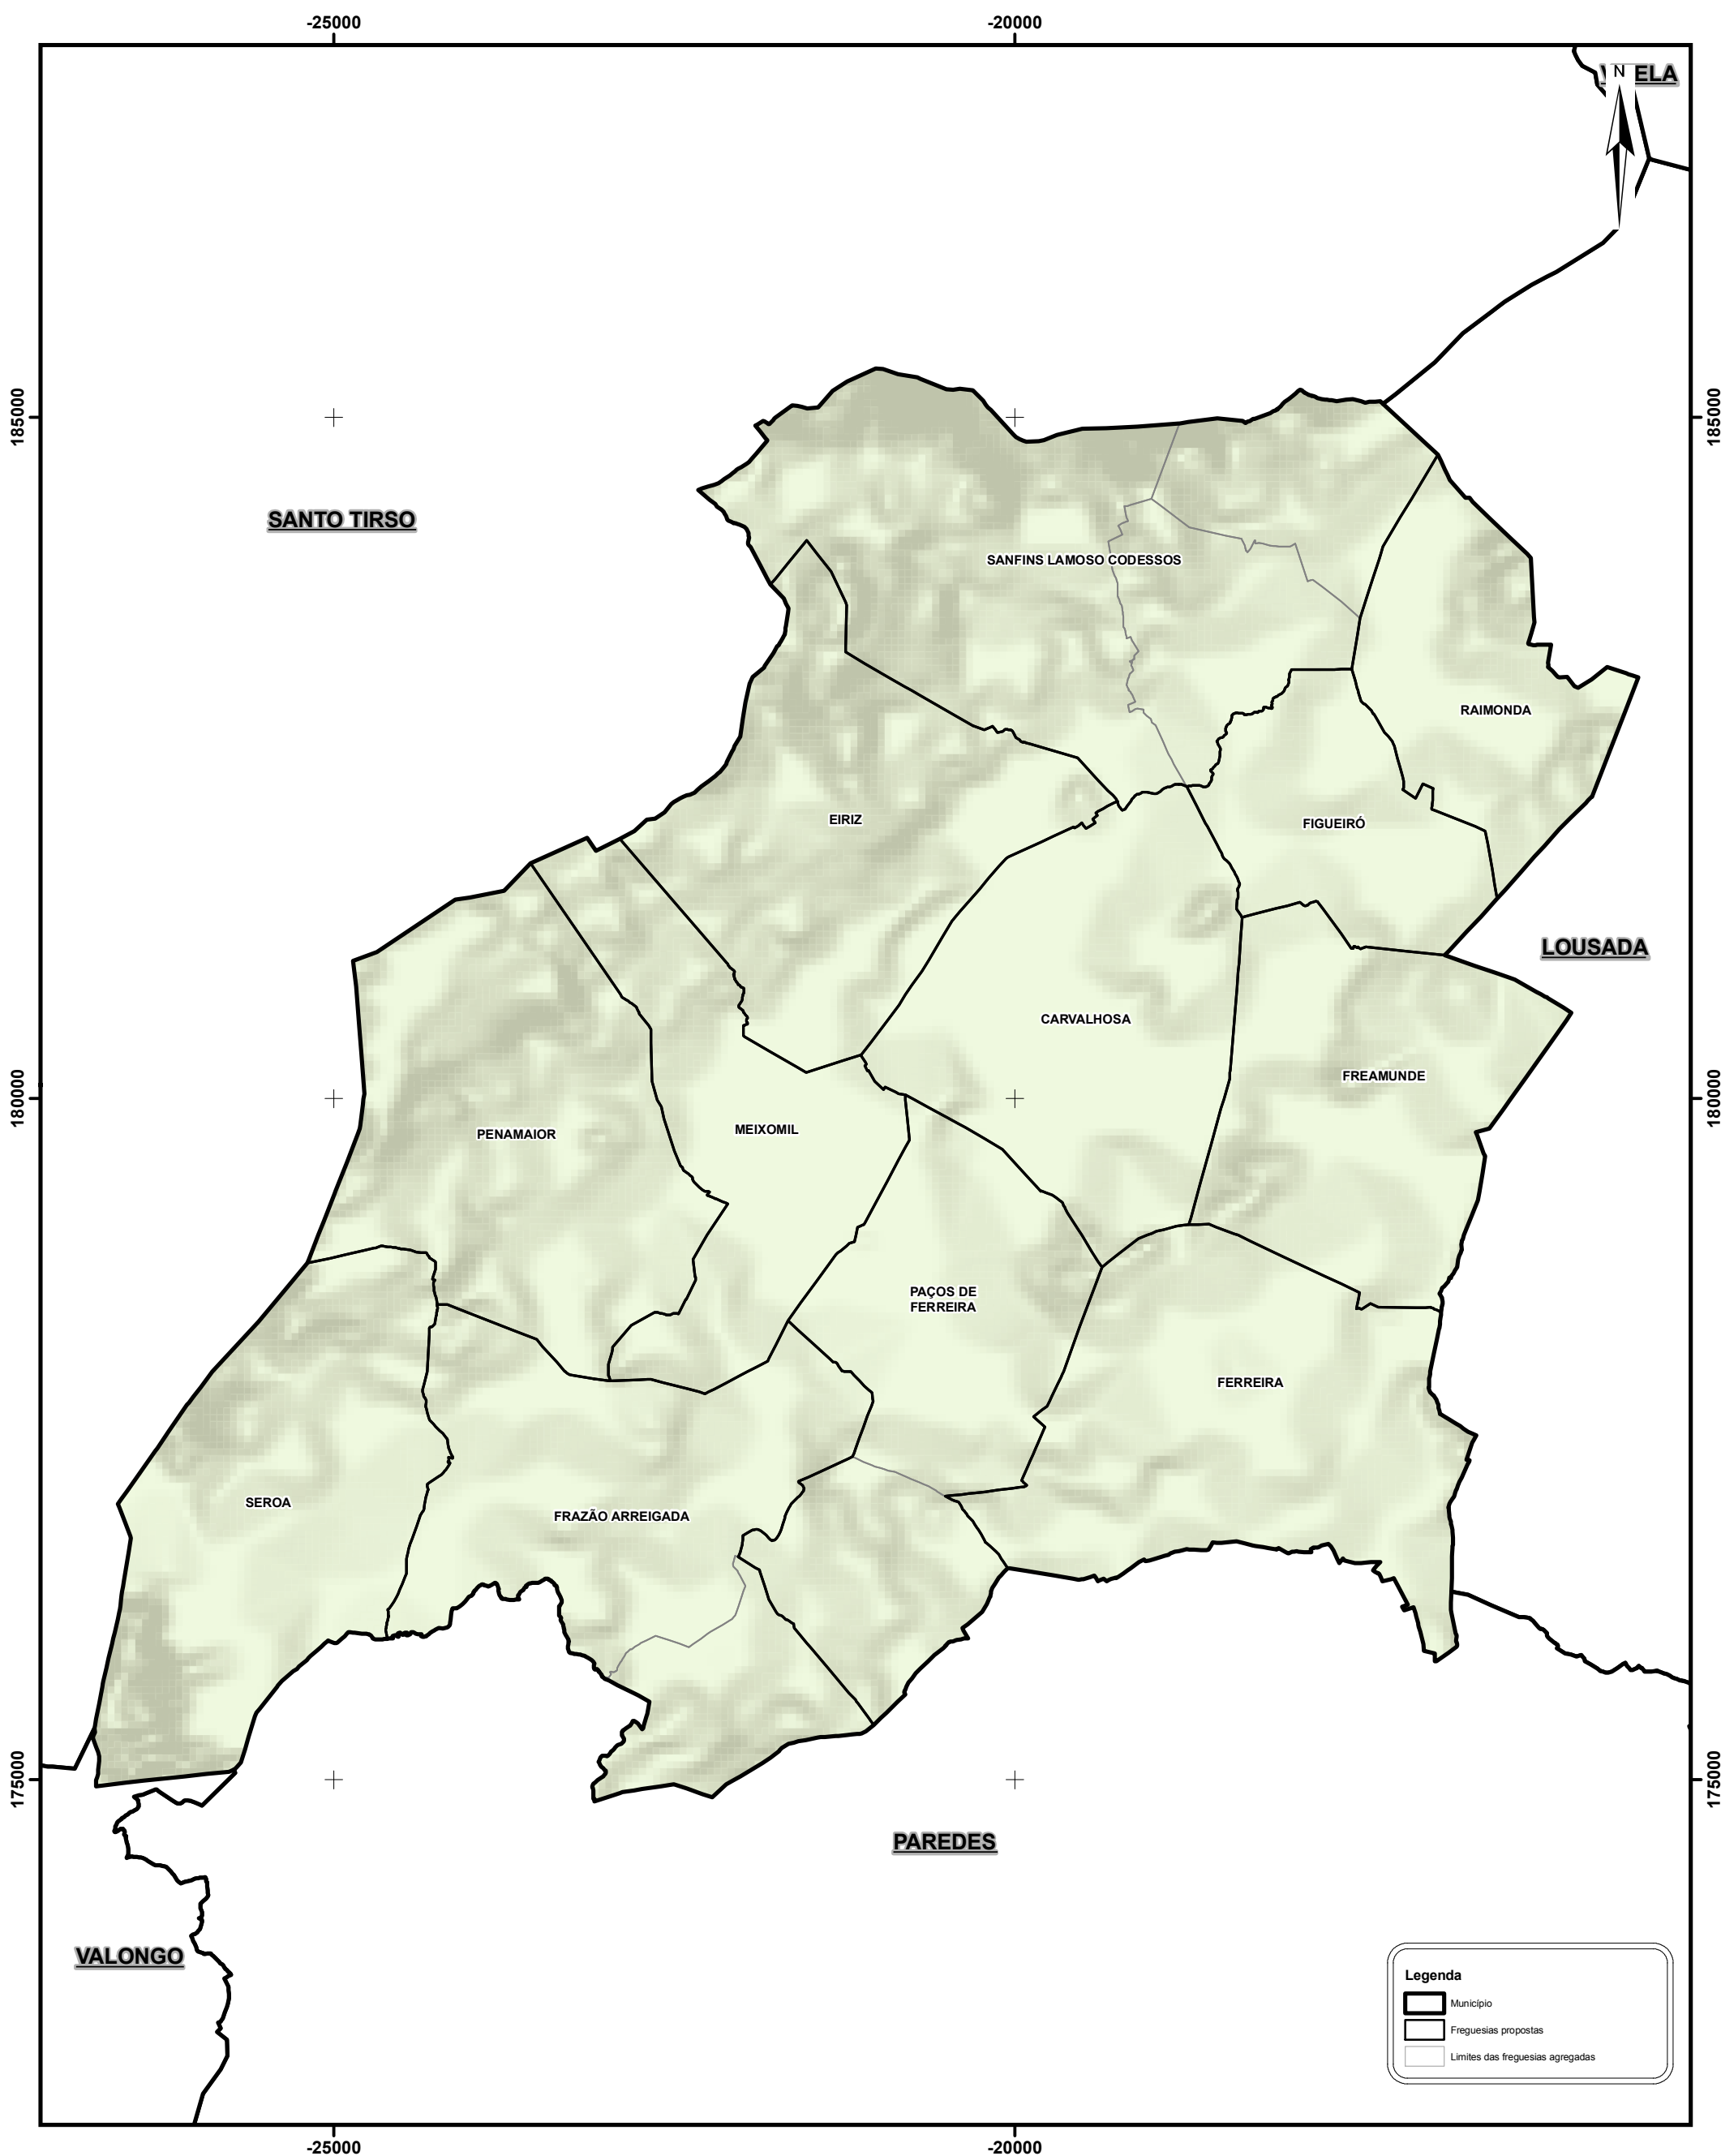 -25000
-20000
ELA
N
185000
185000
SANTO TIRSO
SANFINS LAMOSO CODESSOS
RAIMONDA
EIRIZ
FIGUEIRÓ
LOUSADA
CARVALHOSA
FREAMUNDE
180000
180000
PENAMAIOR
MEIXOMIL
PAÇOS DE
FERREIRA
FERREIRA
SEROA
FRAZÃO ARREIGADA
175000
175000
PAREDES
VALONGO
Legenda
Município
Freguesias propostas
Limites das freguesias agregadas
-25000
-20000